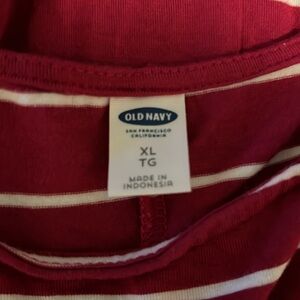 OLD NAVY
SAN FRANCISCO
CALIFORNIA
XL
TG
MADE IN
INDONESIA